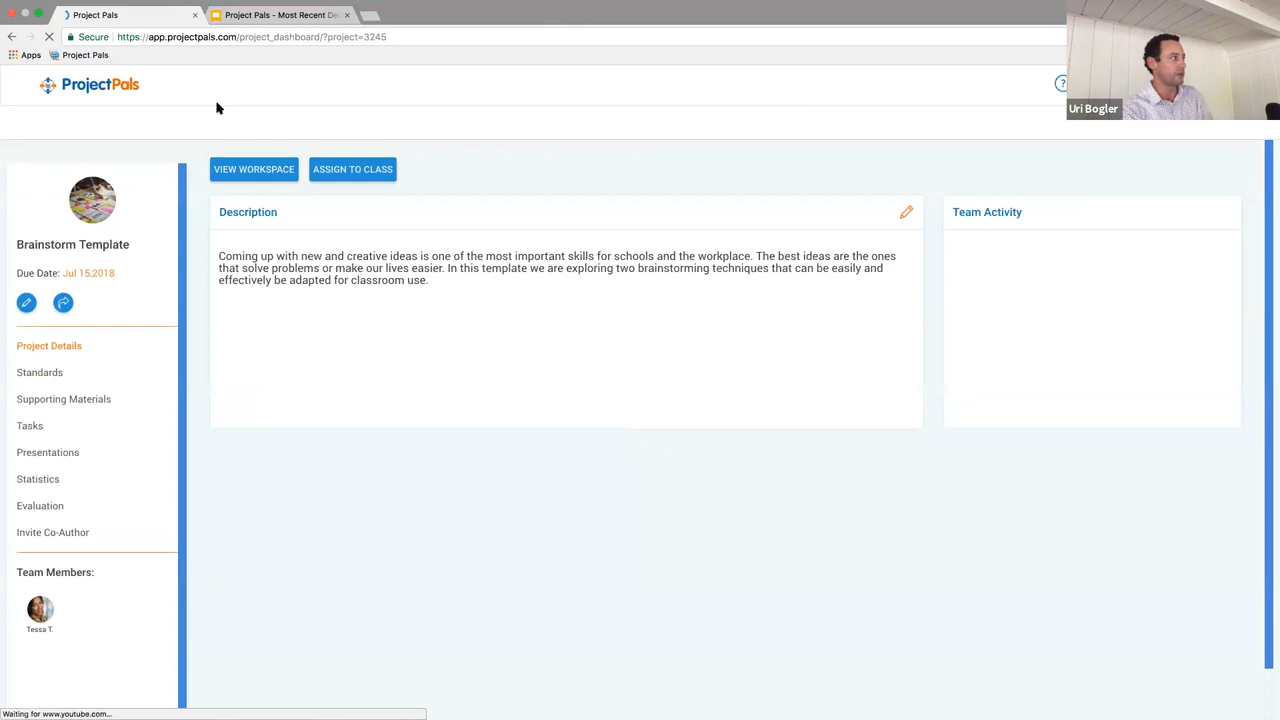 Project Pals
Project Pals - Most Recent De
Secure
https://app.projectpals.com/project_dashboard/?project=3245
Apps
Project Pals
ProjectPals
?
Uri Bogler
VIEW WORKSPACE
ASSIGN TO CLASS
Brainstorm Template
Due Date: Jul 15,2018
Project Details
Standards
Supporting Materials
Tasks
Presentations
Statistics
Evaluation
Invite Co-Author
Team Members:
Tessa T.
Description
Coming up with new and creative ideas is one of the most important skills for schools and the workplace. The best ideas are the ones
that solve problems or make our lives easier. In this template we are exploring two brainstorming techniques that can be easily and
effectively be adapted for classroom use.
Team Activity
Waiting for www.youtube.com...